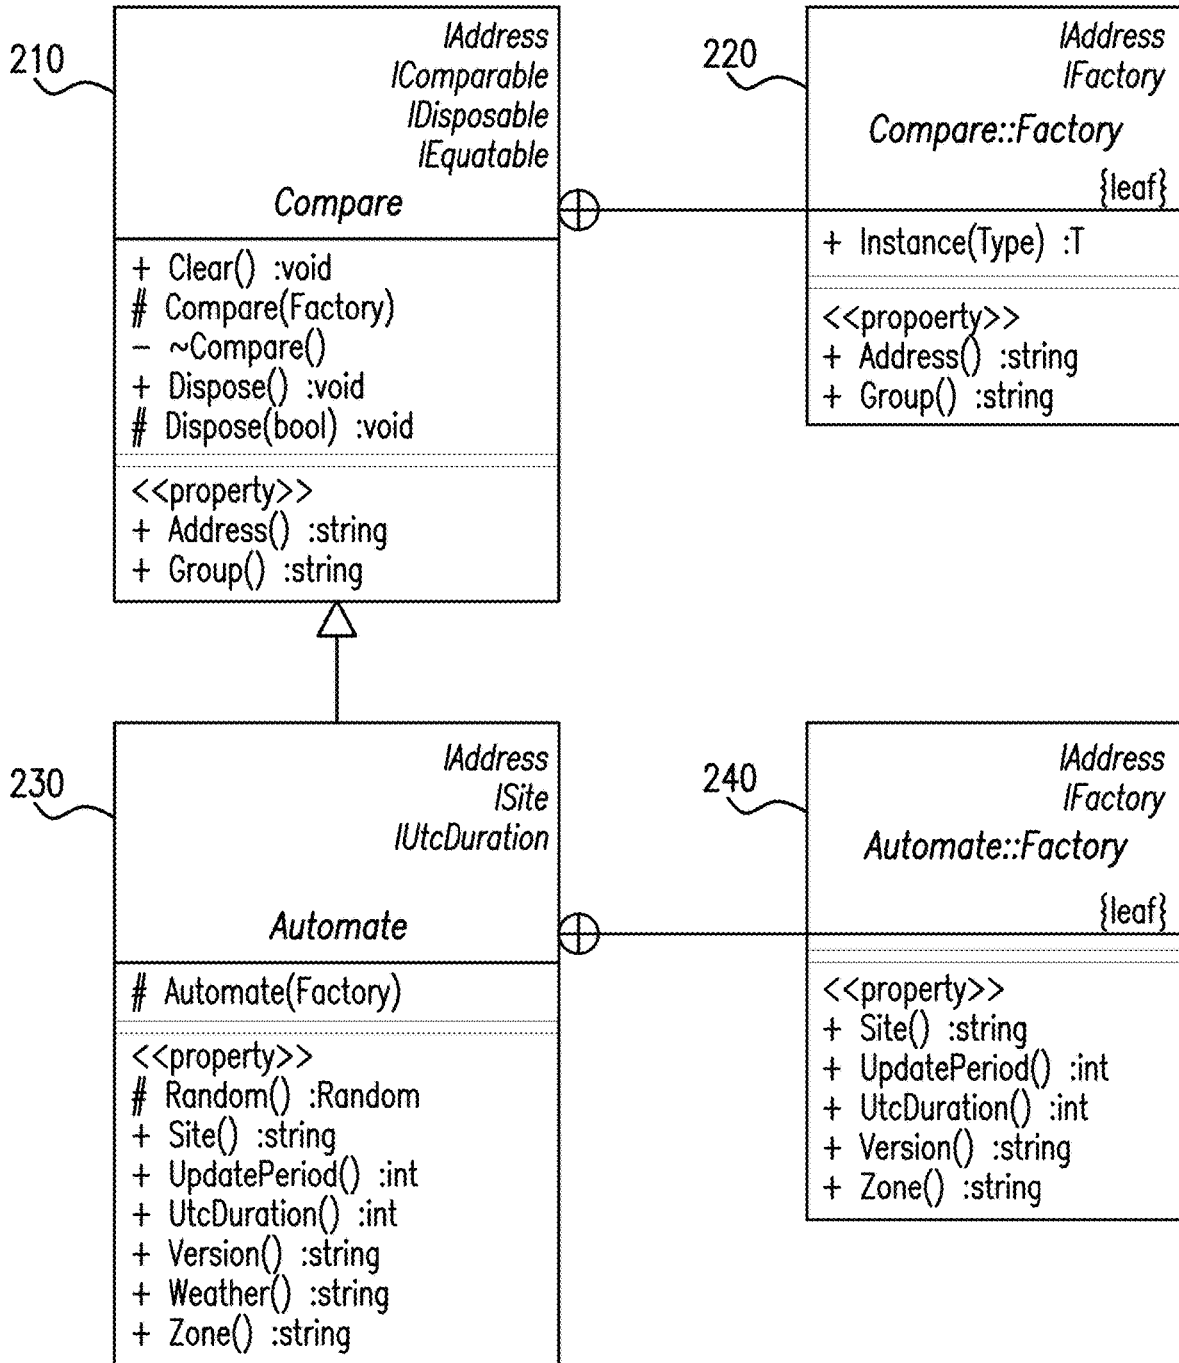 210
IAddress
IComparable
IDisposable
IEquatable
Compare
+ Clear() :void
# Compare(Factory)
− ~Compare()
+ Dispose() :void
# Dispose(bool) :void
<<property>>
+ Address() :string
+ Group() :string
220
IAddress
IFactory
Compare::Factory
{leaf}
+ Instance(Type) :T
<<propoerty>>
+ Address() :string
+ Group() :string
230
IAddress
ISite
IUtcDuration
Automate
# Automate(Factory)
<<property>>
# Random() :Random
+ Site() :string
+ UpdatePeriod() :int
+ UtcDuration() :int
+ Version() :string
+ Weather() :string
+ Zone() :string
240
IAddress
IFactory
Automate::Factory
{leaf}
<<property>>
+ Site() :string
+ UpdatePeriod() :int
+ UtcDuration() :int
+ Version() :string
+ Zone() :string